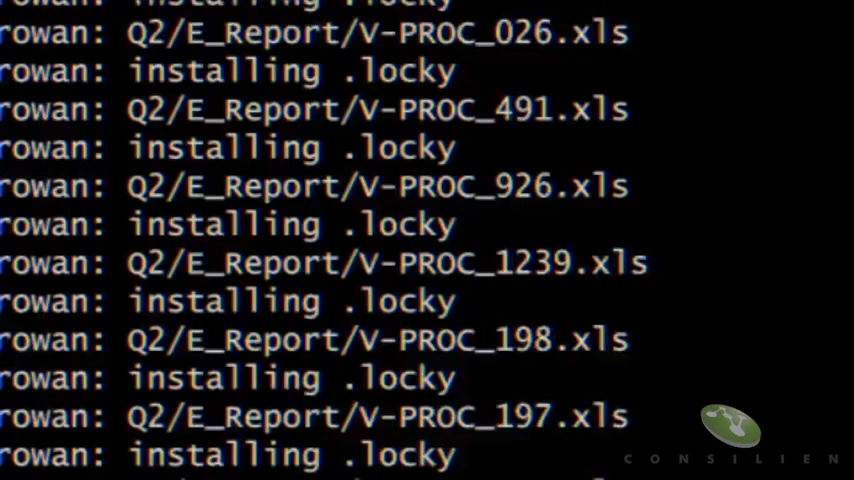 installing .locky
rowan: Q2/E_Report/V-PROC_026.xls
rowan: installing .locky
rowan: Q2/E_Report/V-PROC_491.xls
rowan: installing .locky
rowan: Q2/E_Report/V-PROC_926.xls
rowan: installing .locky
rowan: Q2/E_Report/V-PROC_1239.xls
rowan: installing .locky
rowan: Q2/E_Report/V-PROC_198.xls
rowan: installing .locky
rowan: Q2/E_Report/V-PROC_197.xls
rowan: installing .locky
CONSILIEN